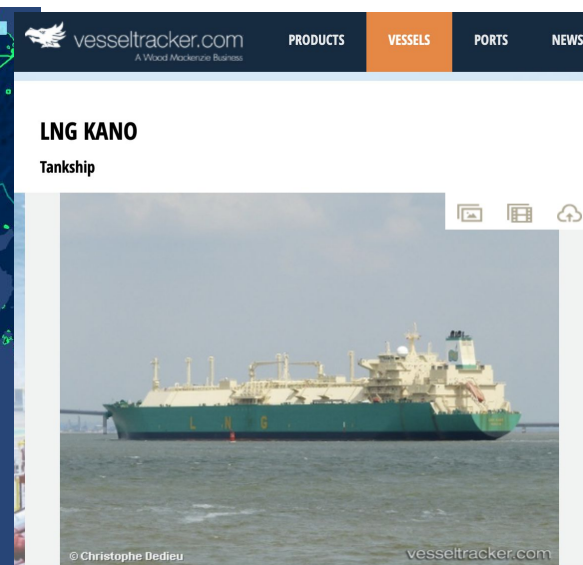 vesseltracker.com
A Wood Mackenzie Business
PRODUCTS
VESSELS
PORTS
NEWS
LNG KANO
Tankship
L N G
© Christophe Dedieu
vesseltracker.com